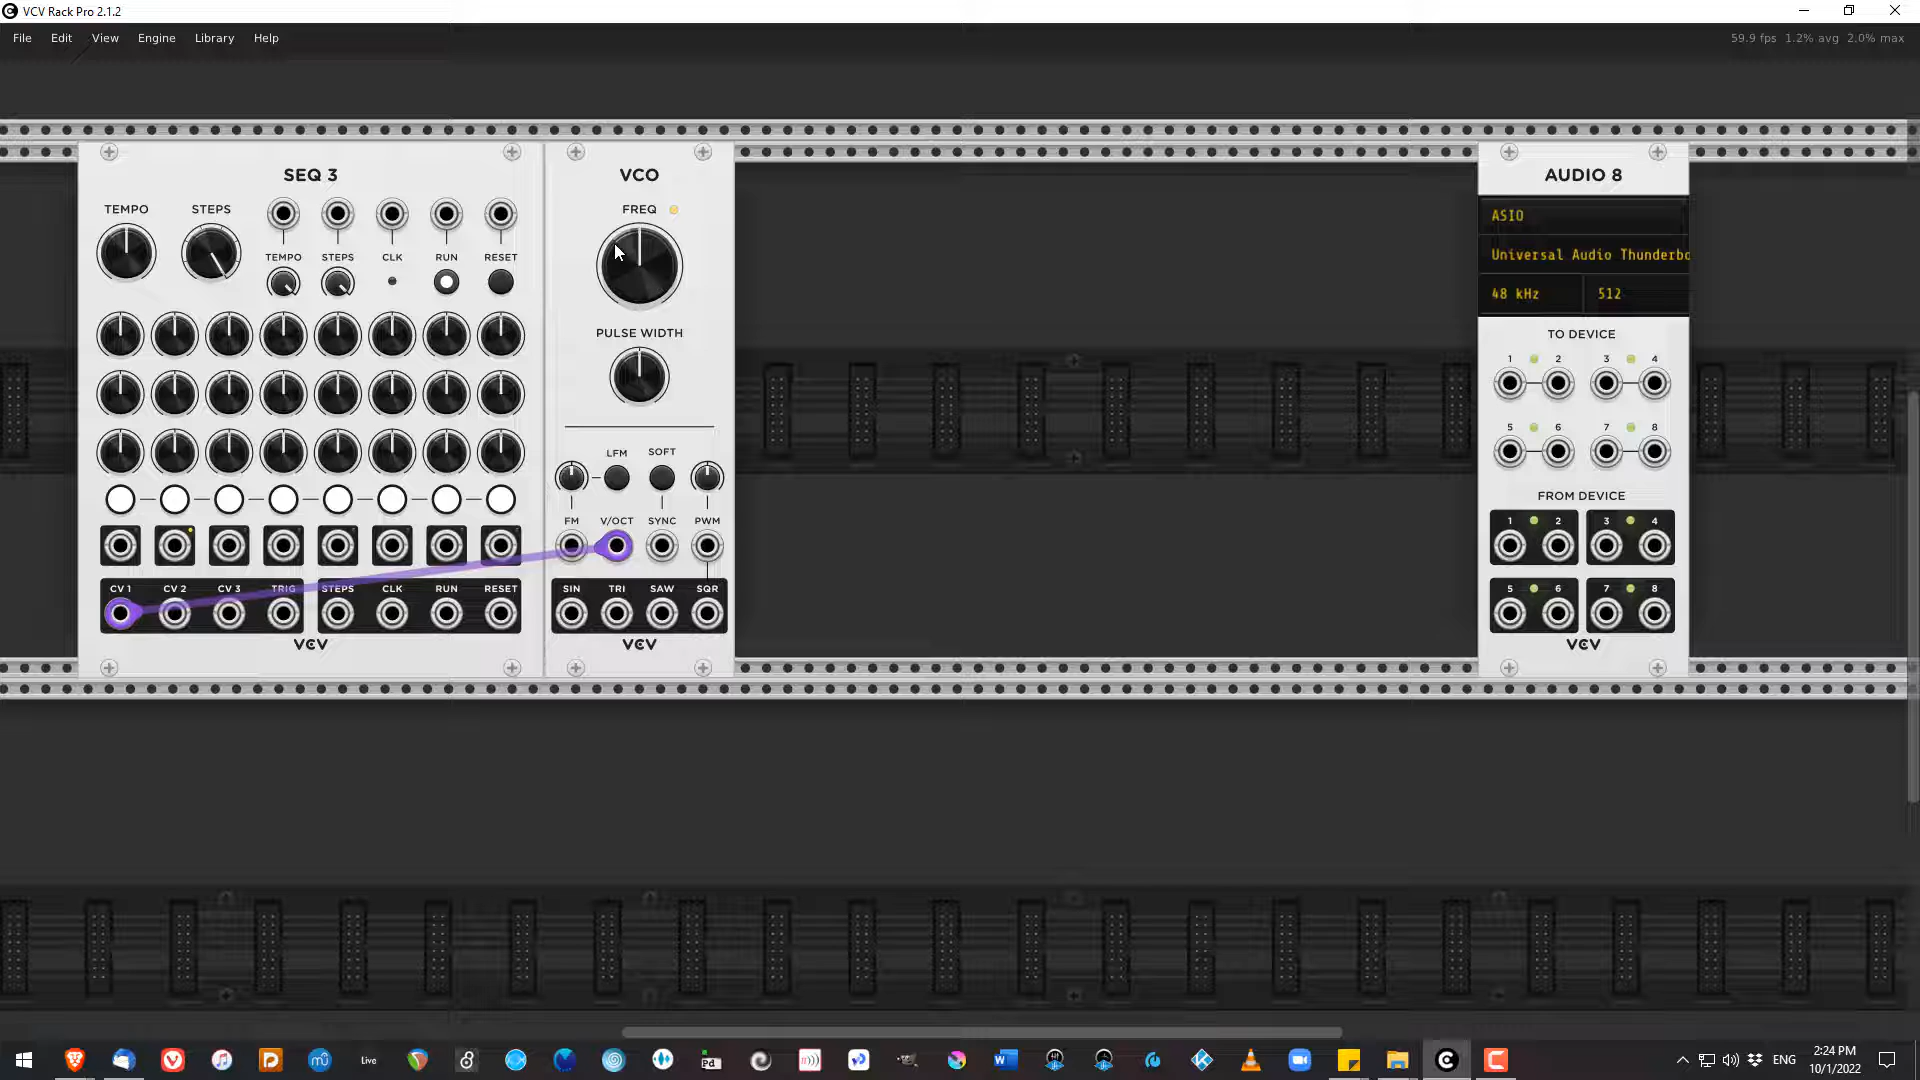 VCV Rack Pro 2.1.2
File Edit View Engine Library Help
59.9 fps 1.2% avg 2.0% max
SEQ 3
TEMPO STEPS
TEMPO STEPS CLK RUN RESET
CV 1 CV 2 CV 3 TRIG STEPS CLK RUN RESET
VCV
VCO
FREQ
PULSE WIDTH
LFM SOFT
FM V/OCT SYNC PWM
SIN TRI SAW SQR
VCV
AUDIO 8
ASIO
Universal Audio Thunderbo
48 kHz 512
TO DEVICE
1 2 3 4
5 6 7 8
FROM DEVICE
1 2 3 4
5 6 7 8
VCV
Live
Pd
ENG
2:24 PM
10/1/2022